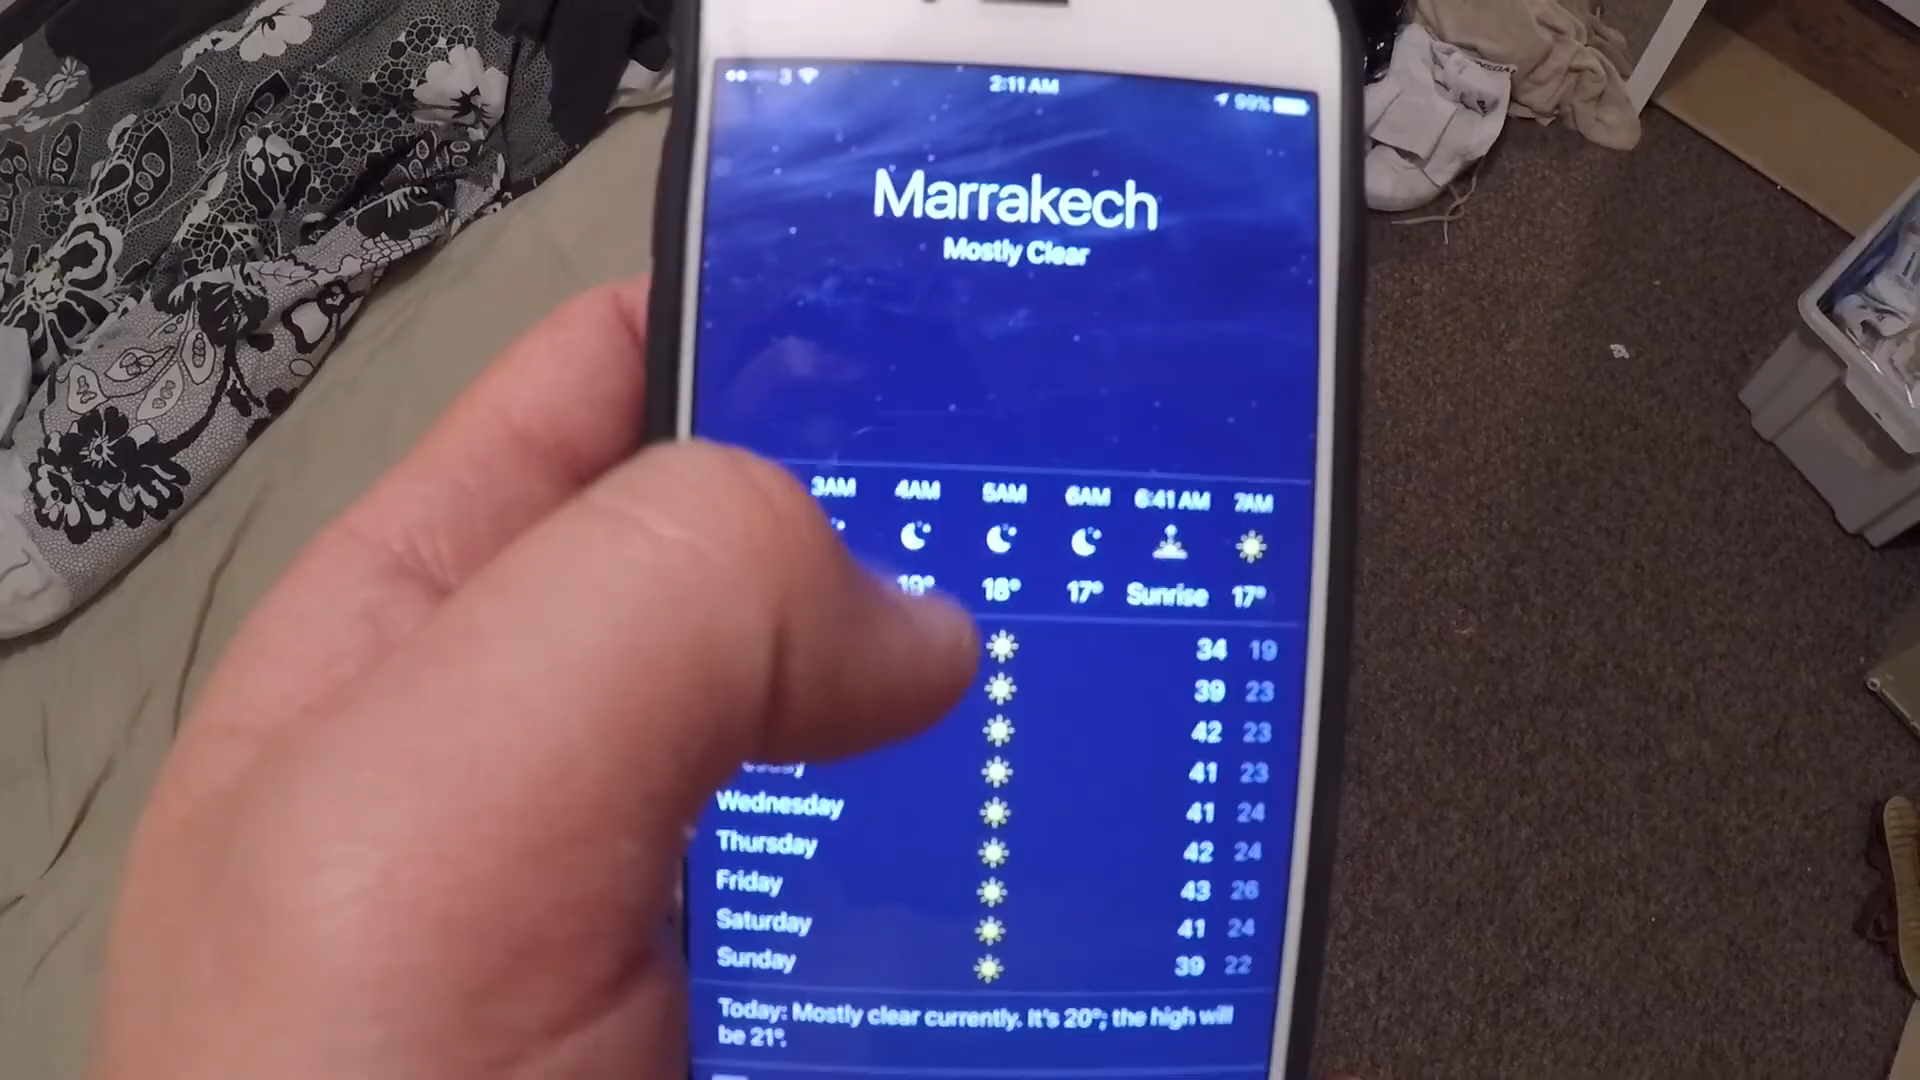 3 2:11 AM 99%
Marrakech
Mostly Clear
3AM 4AM 5AM 6AM 6:41 AM 7AM
19° 18° 17° Sunrise 17°
34 19
39 23
42 23
41 23
Wednesday 41 24
Thursday 42 24
Friday 43 26
Saturday 41 24
Sunday 39 22
Today: Mostly clear currently. It's 20°; the high will
be 21°.